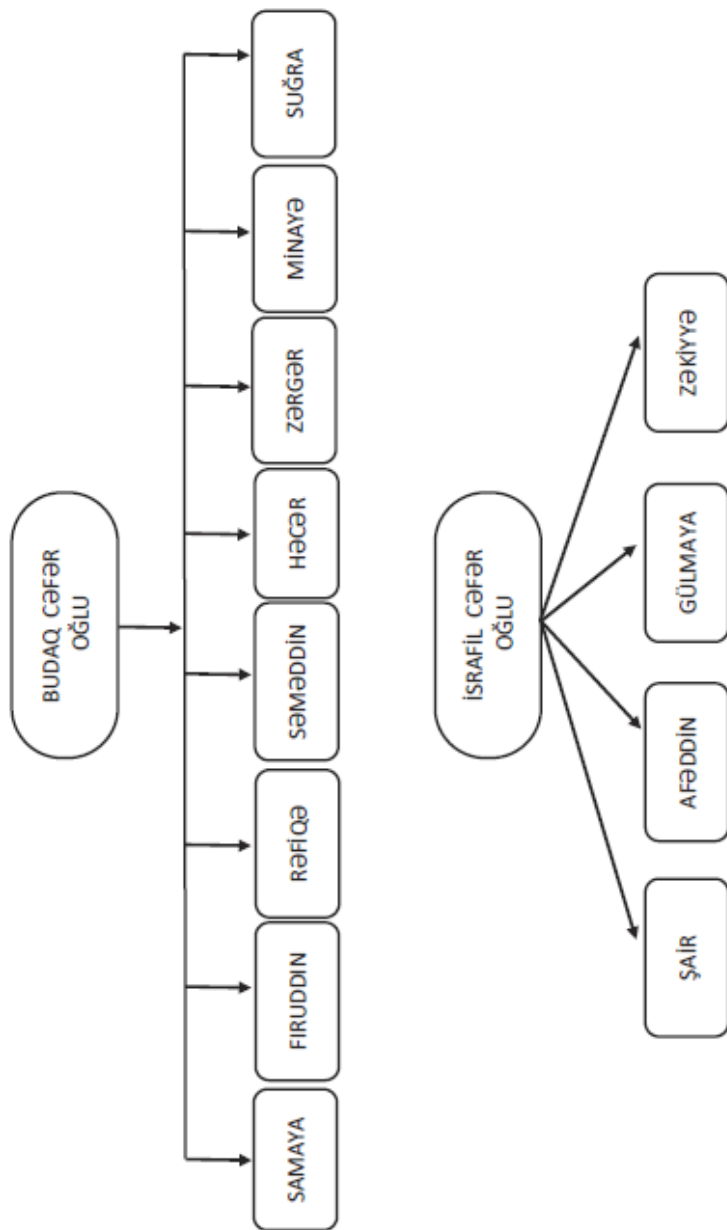 BUDAQ CƏFƏR
OĞLU
SAMAYA
FIRUDDIN
RƏFİQƏ
SƏMƏDDİN
HƏCƏR
ZƏRGƏR
MİNAYƏ
SUĞRA
İSRAFİL CƏFƏR
OĞLU
ŞAİR
AFƏDDİN
GÜLMAYA
ZƏKİYYƏ